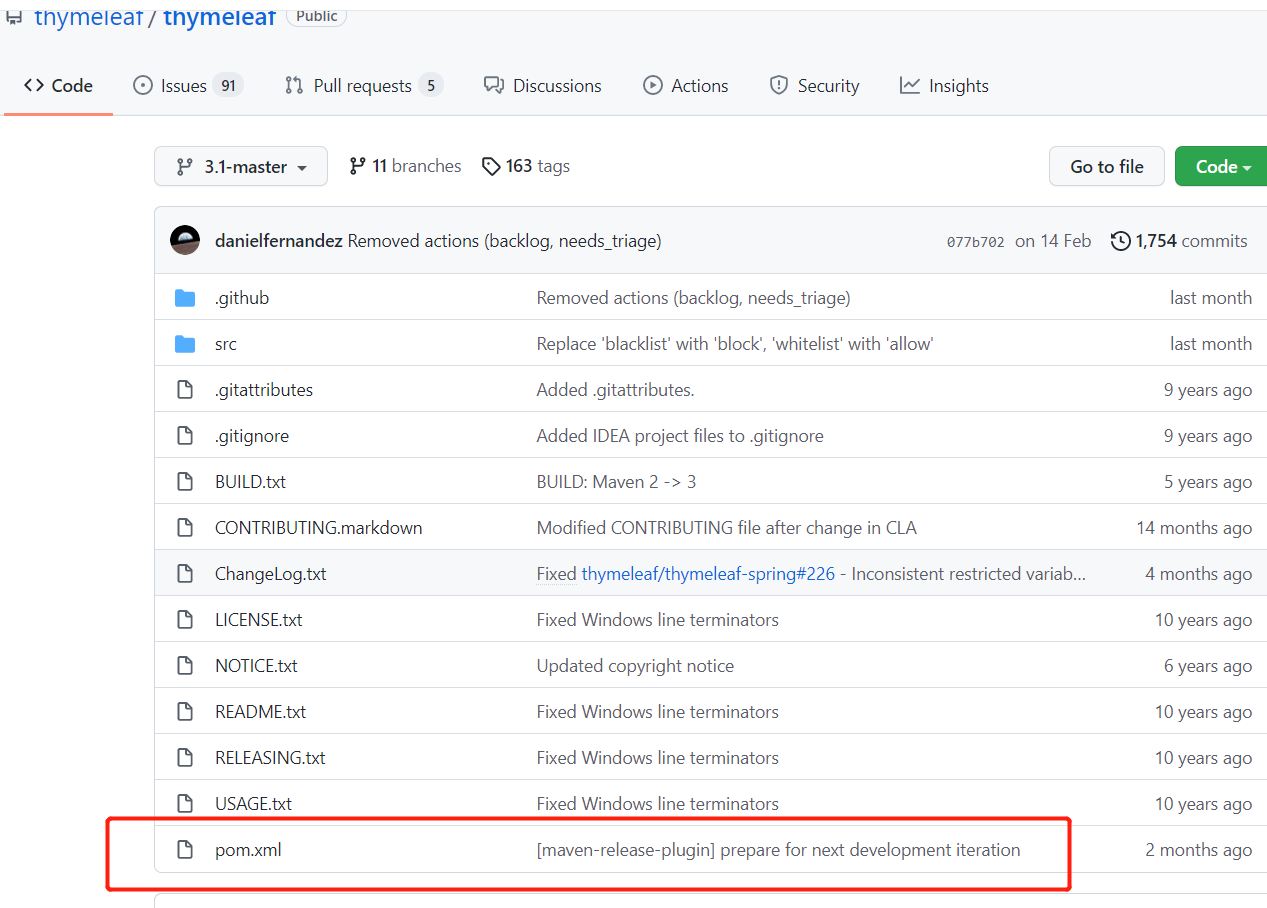 thymeleaf / thymeleaf Public
Code Issues 91 Pull requests 5 Discussions Actions Security Insights
3.1-master 11 branches 163 tags Go to file Code
danielfernandez Removed actions (backlog, needs_triage) 077b702 on 14 Feb 1,754 commits
.github Removed actions (backlog, needs_triage) last month
src Replace 'blacklist' with 'block', 'whitelist' with 'allow' last month
.gitattributes Added .gitattributes. 9 years ago
.gitignore Added IDEA project files to .gitignore 9 years ago
BUILD.txt BUILD: Maven 2 -> 3 5 years ago
CONTRIBUTING.markdown Modified CONTRIBUTING file after change in CLA 14 months ago
ChangeLog.txt Fixed thymeleaf/thymeleaf-spring#226 - Inconsistent restricted variab... 4 months ago
LICENSE.txt Fixed Windows line terminators 10 years ago
NOTICE.txt Updated copyright notice 6 years ago
README.txt Fixed Windows line terminators 10 years ago
RELEASING.txt Fixed Windows line terminators 10 years ago
USAGE.txt Fixed Windows line terminators 10 years ago
pom.xml [maven-release-plugin] prepare for next development iteration 2 months ago